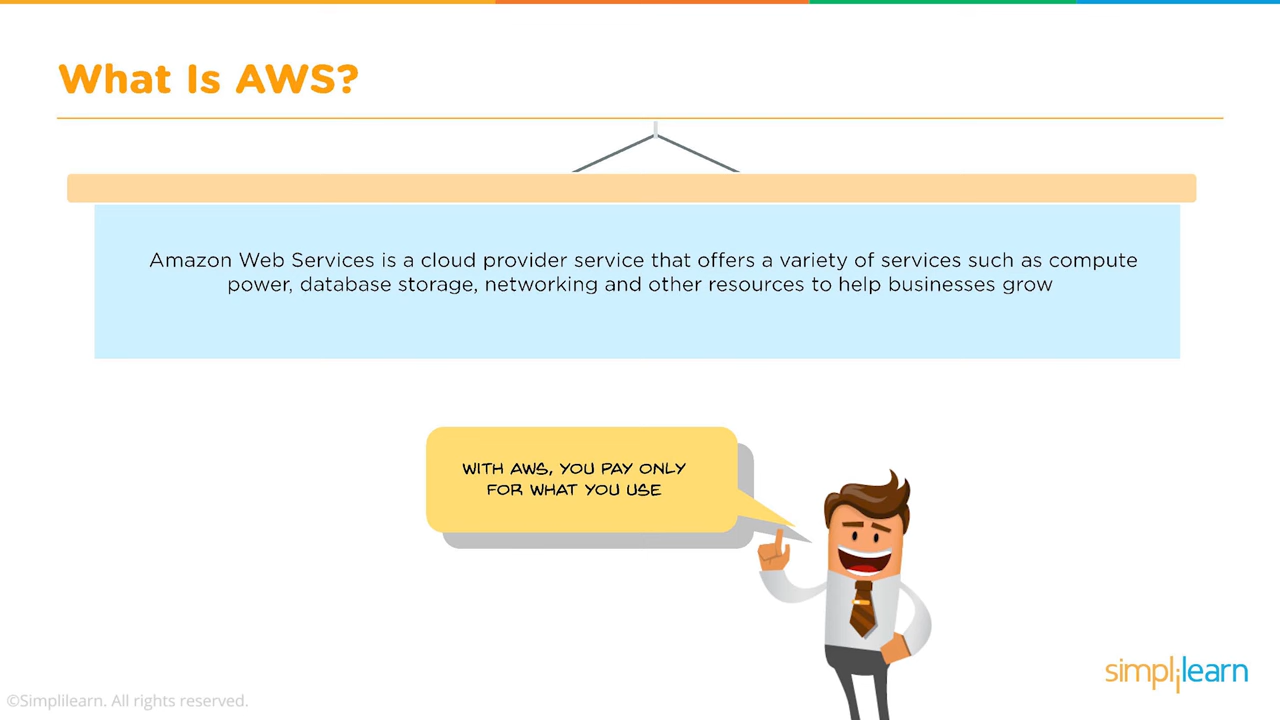 What Is AWS?
Amazon Web Services is a cloud provider service that offers a variety of services such as compute
power, database storage, networking and other resources to help businesses grow
WITH AWS, YOU PAY ONLY
FOR WHAT YOU USE
simplilearn
©Simplilearn. All rights reserved.